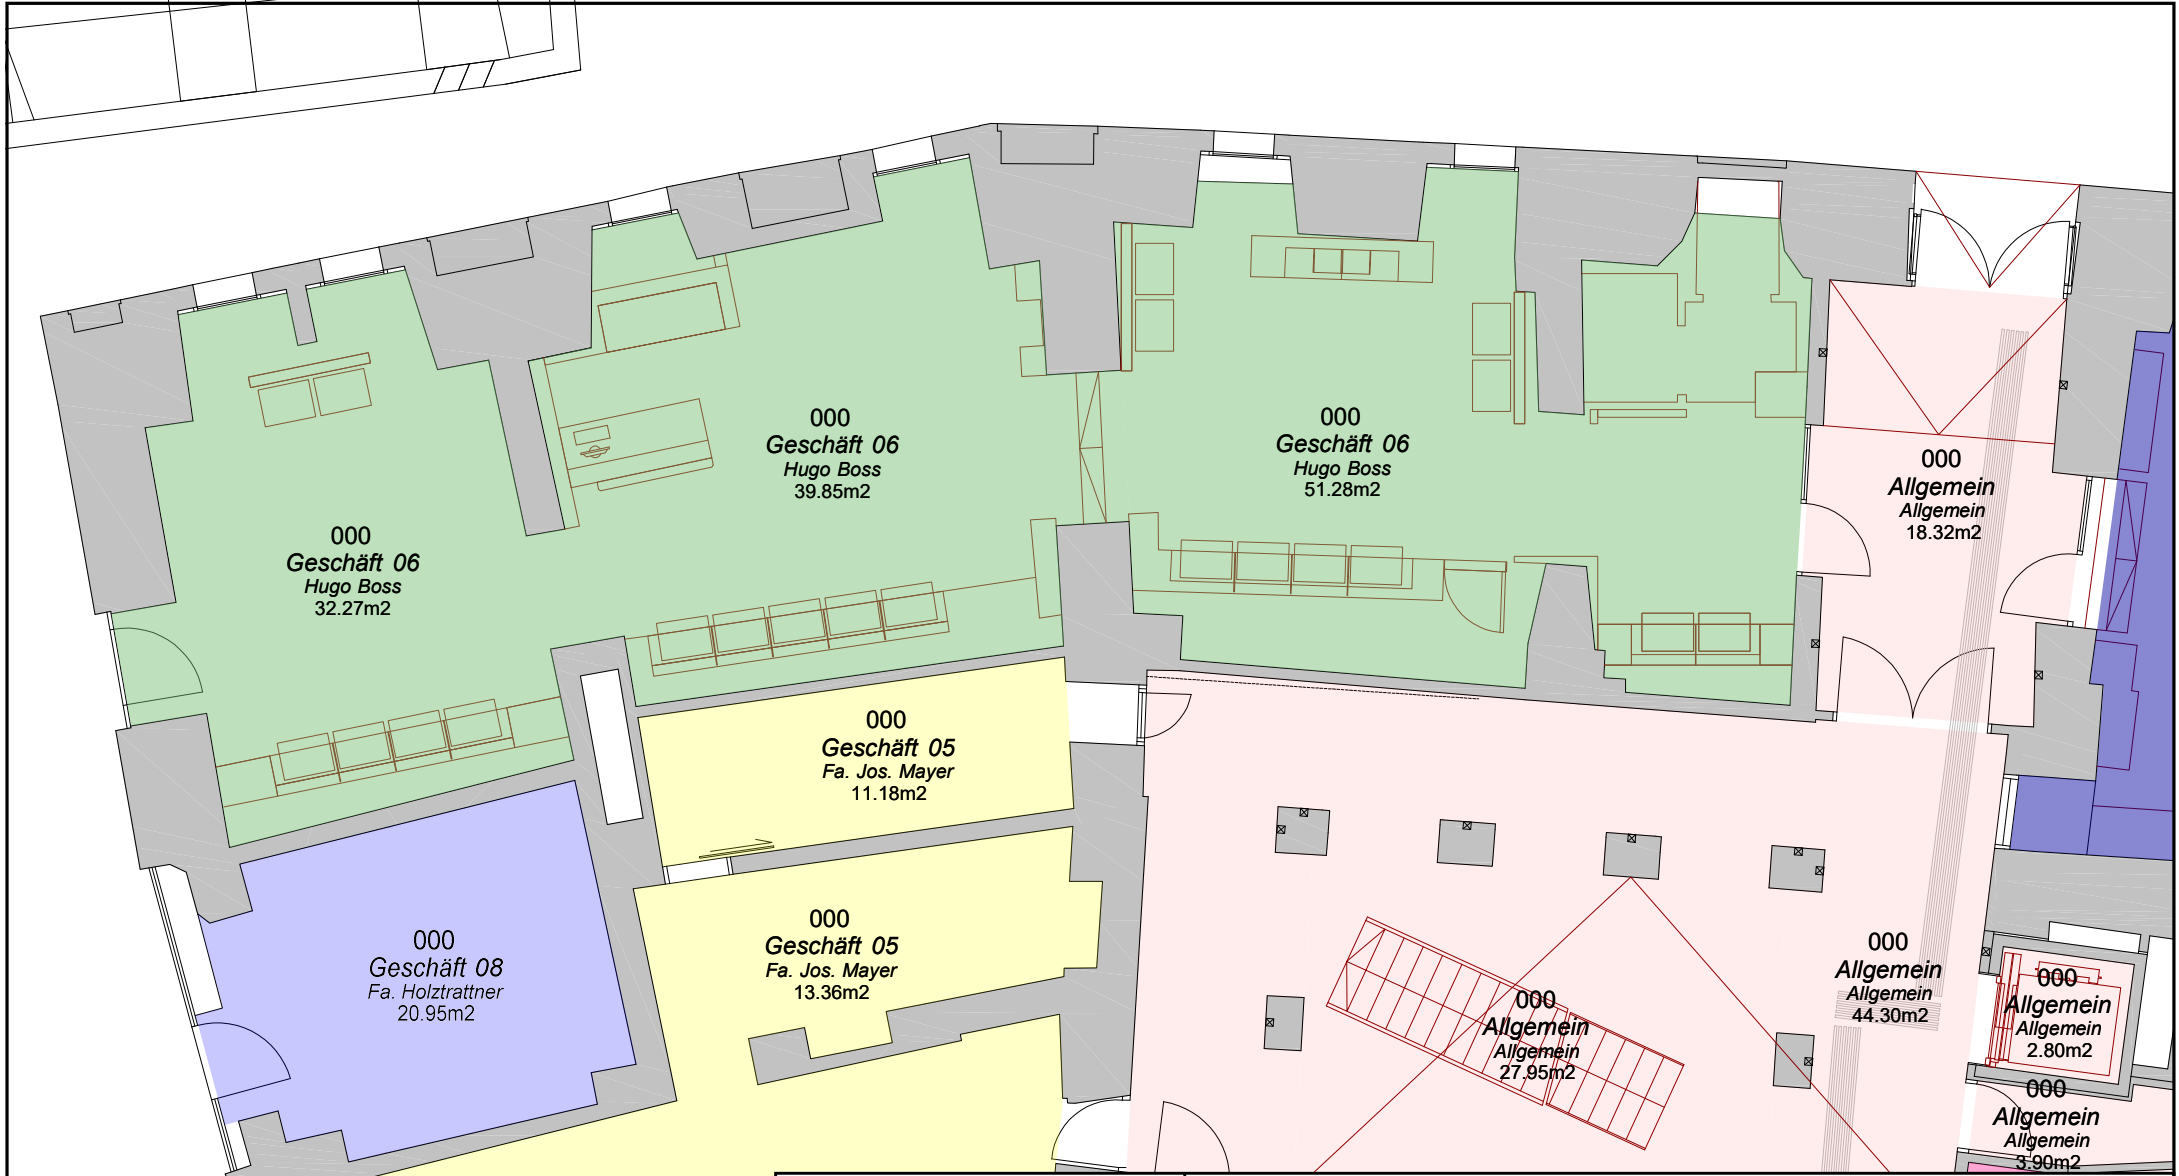 000
Geschäft 06
Hugo Boss
39.85m2
000
Geschäft 06
Hugo Boss
51.28m2
000
Allgemein
Allgemein
18.32m2
000
Geschäft 06
Hugo Boss
32.27m2
000
Geschäft 05
Fa. Jos. Mayer
11.18m2
000
Geschäft 05
Fa. Jos. Mayer
13.36m2
000
Geschäft 08
Fa. Holztrattner
20.95m2
000
Allgemein
Allgemein
44.30m2
000
Allgemein
Allgemein
27.95m2
000
Allgemein
Allgemein
2.80m2
000
Allgemein
Allgemein
3.90m2